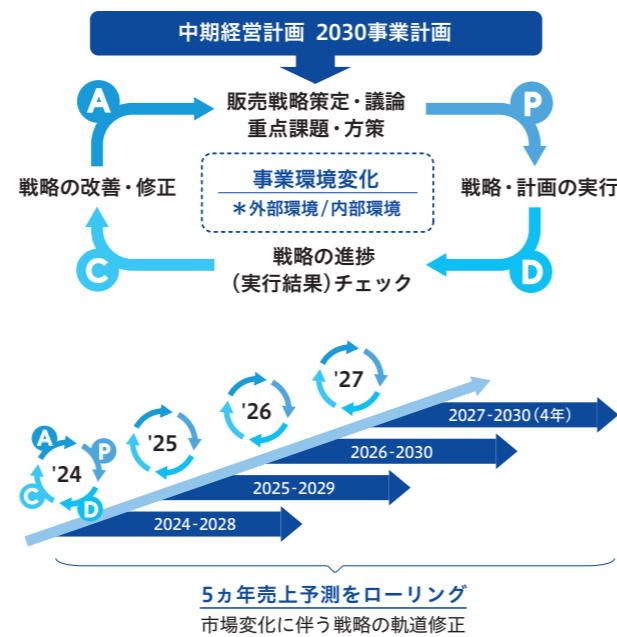 中期経営計画 2030事業計画
A
販売戦略策定・議論
重点課題・方策
P
戦略の改善・修正
事業環境変化
＊外部環境/内部環境
戦略・計画の実行
C
戦略の進捗
（実行結果）チェック
D
'27
'26
'25
A
P
'24
C
D
2027-2030（4年）
2026-2030
2025-2029
2024-2028
5ヵ年売上予測をローリング
市場変化に伴う戦略の軌道修正